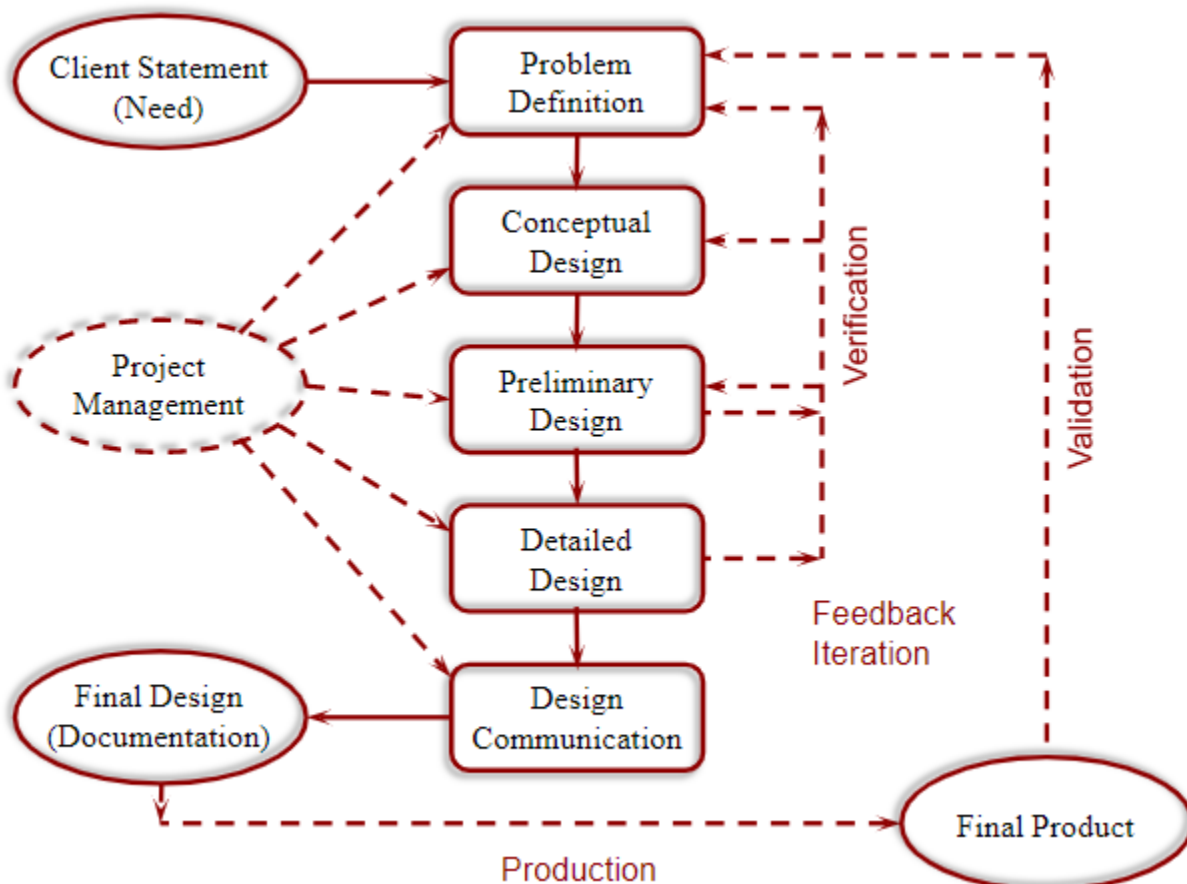 Client Statement
(Need)
Problem
Definition
Conceptual
Design
Project
Management
Preliminary
Design
Verification
Validation
Detailed
Design
Feedback
Iteration
Final Design
(Documentation)
Design
Communication
Final Product
Production